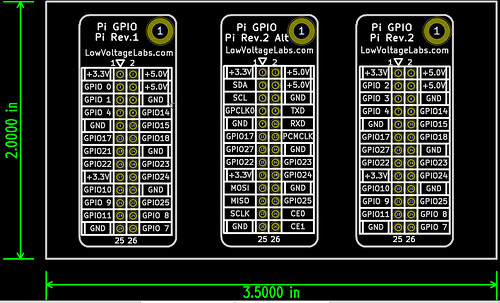 Pi GPIO
Pi Rev.1
1
LowVoltageLabs.com
1 2
+3.3V +5.0V
GPIO 0 +5.0V
GPIO 1 GND
GPIO 4 GPIO14
GND GPIO15
GPIO17 GPIO18
GPIO21 GND
GPIO22 GPIO23
+3.3V GPIO24
GPIO10 GND
GPIO 9 GPIO25
GPIO11 GPIO 8
GND GPIO 7
25 26
Pi GPIO
Pi Rev.2 Alt
1
LowVoltageLabs.com
1 2
+3.3V +5.0V
SDA +5.0V
SCL GND
GPCLK0 TXD
GND RXD
GPIO17 PCMCLK
GPIO27 GND
GPIO22 GPIO23
+3.3V GPIO24
MOSI GND
MISO GPIO25
SCLK CE0
GND CE1
25 26
Pi GPIO
Pi Rev.2
1
LowVoltageLabs.com
1 2
+3.3V +5.0V
GPIO 2 +5.0V
GPIO 3 GND
GPIO 4 GPIO14
GND GPIO15
GPIO17 GPIO18
GPIO27 GND
GPIO22 GPIO23
+3.3V GPIO24
GPIO10 GND
GPIO 9 GPIO25
GPIO11 GPIO 8
GND GPIO 7
25 26
2.0000 in
3.5000 in